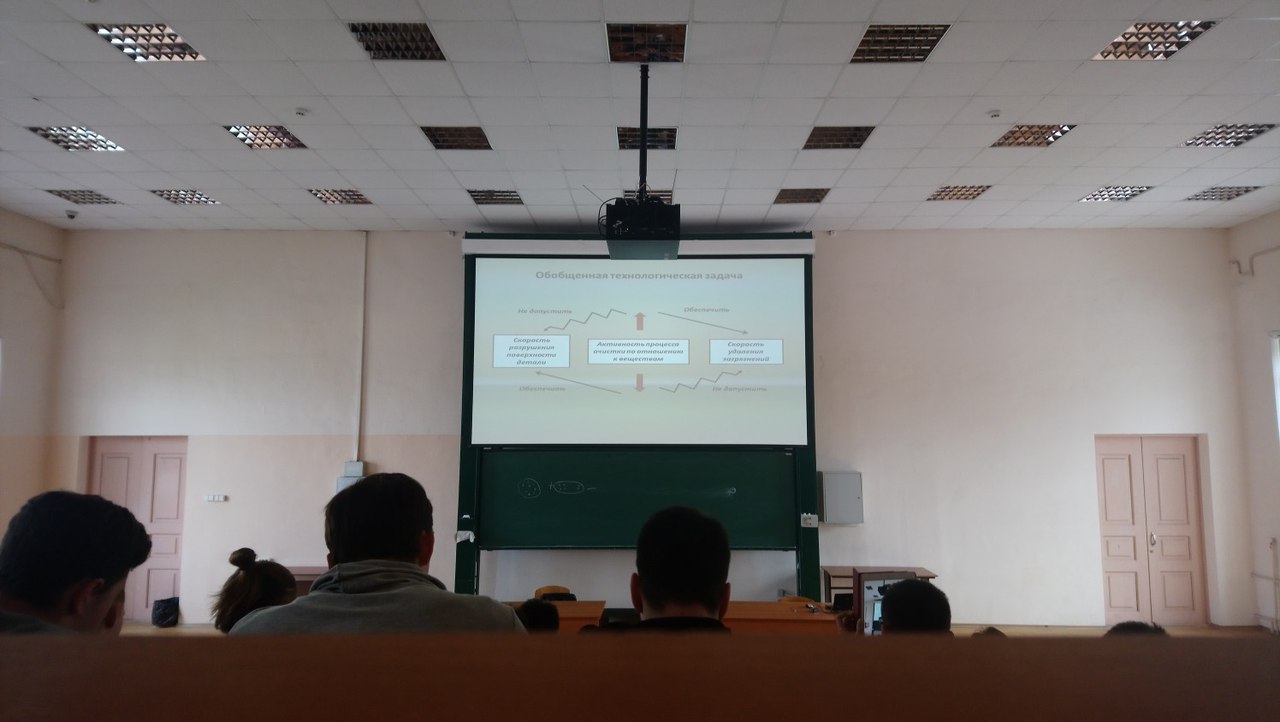 Обобщенная технологическая задача
Не допустить
Обеспечить
Скорость
разрушения
поверхности
детали
Активность процесса
очистки по отношению
к веществам
Скорость
удаления
загрязнений
Обеспечить
Не допустить